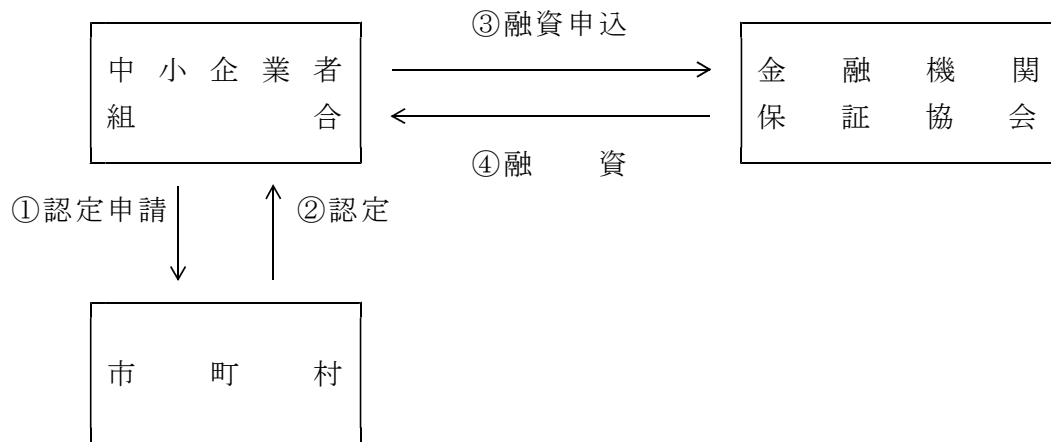 ③融資申込
中小企業者
組合
金融機関
保証協会
④融資
①認定申請
②認定
市町村